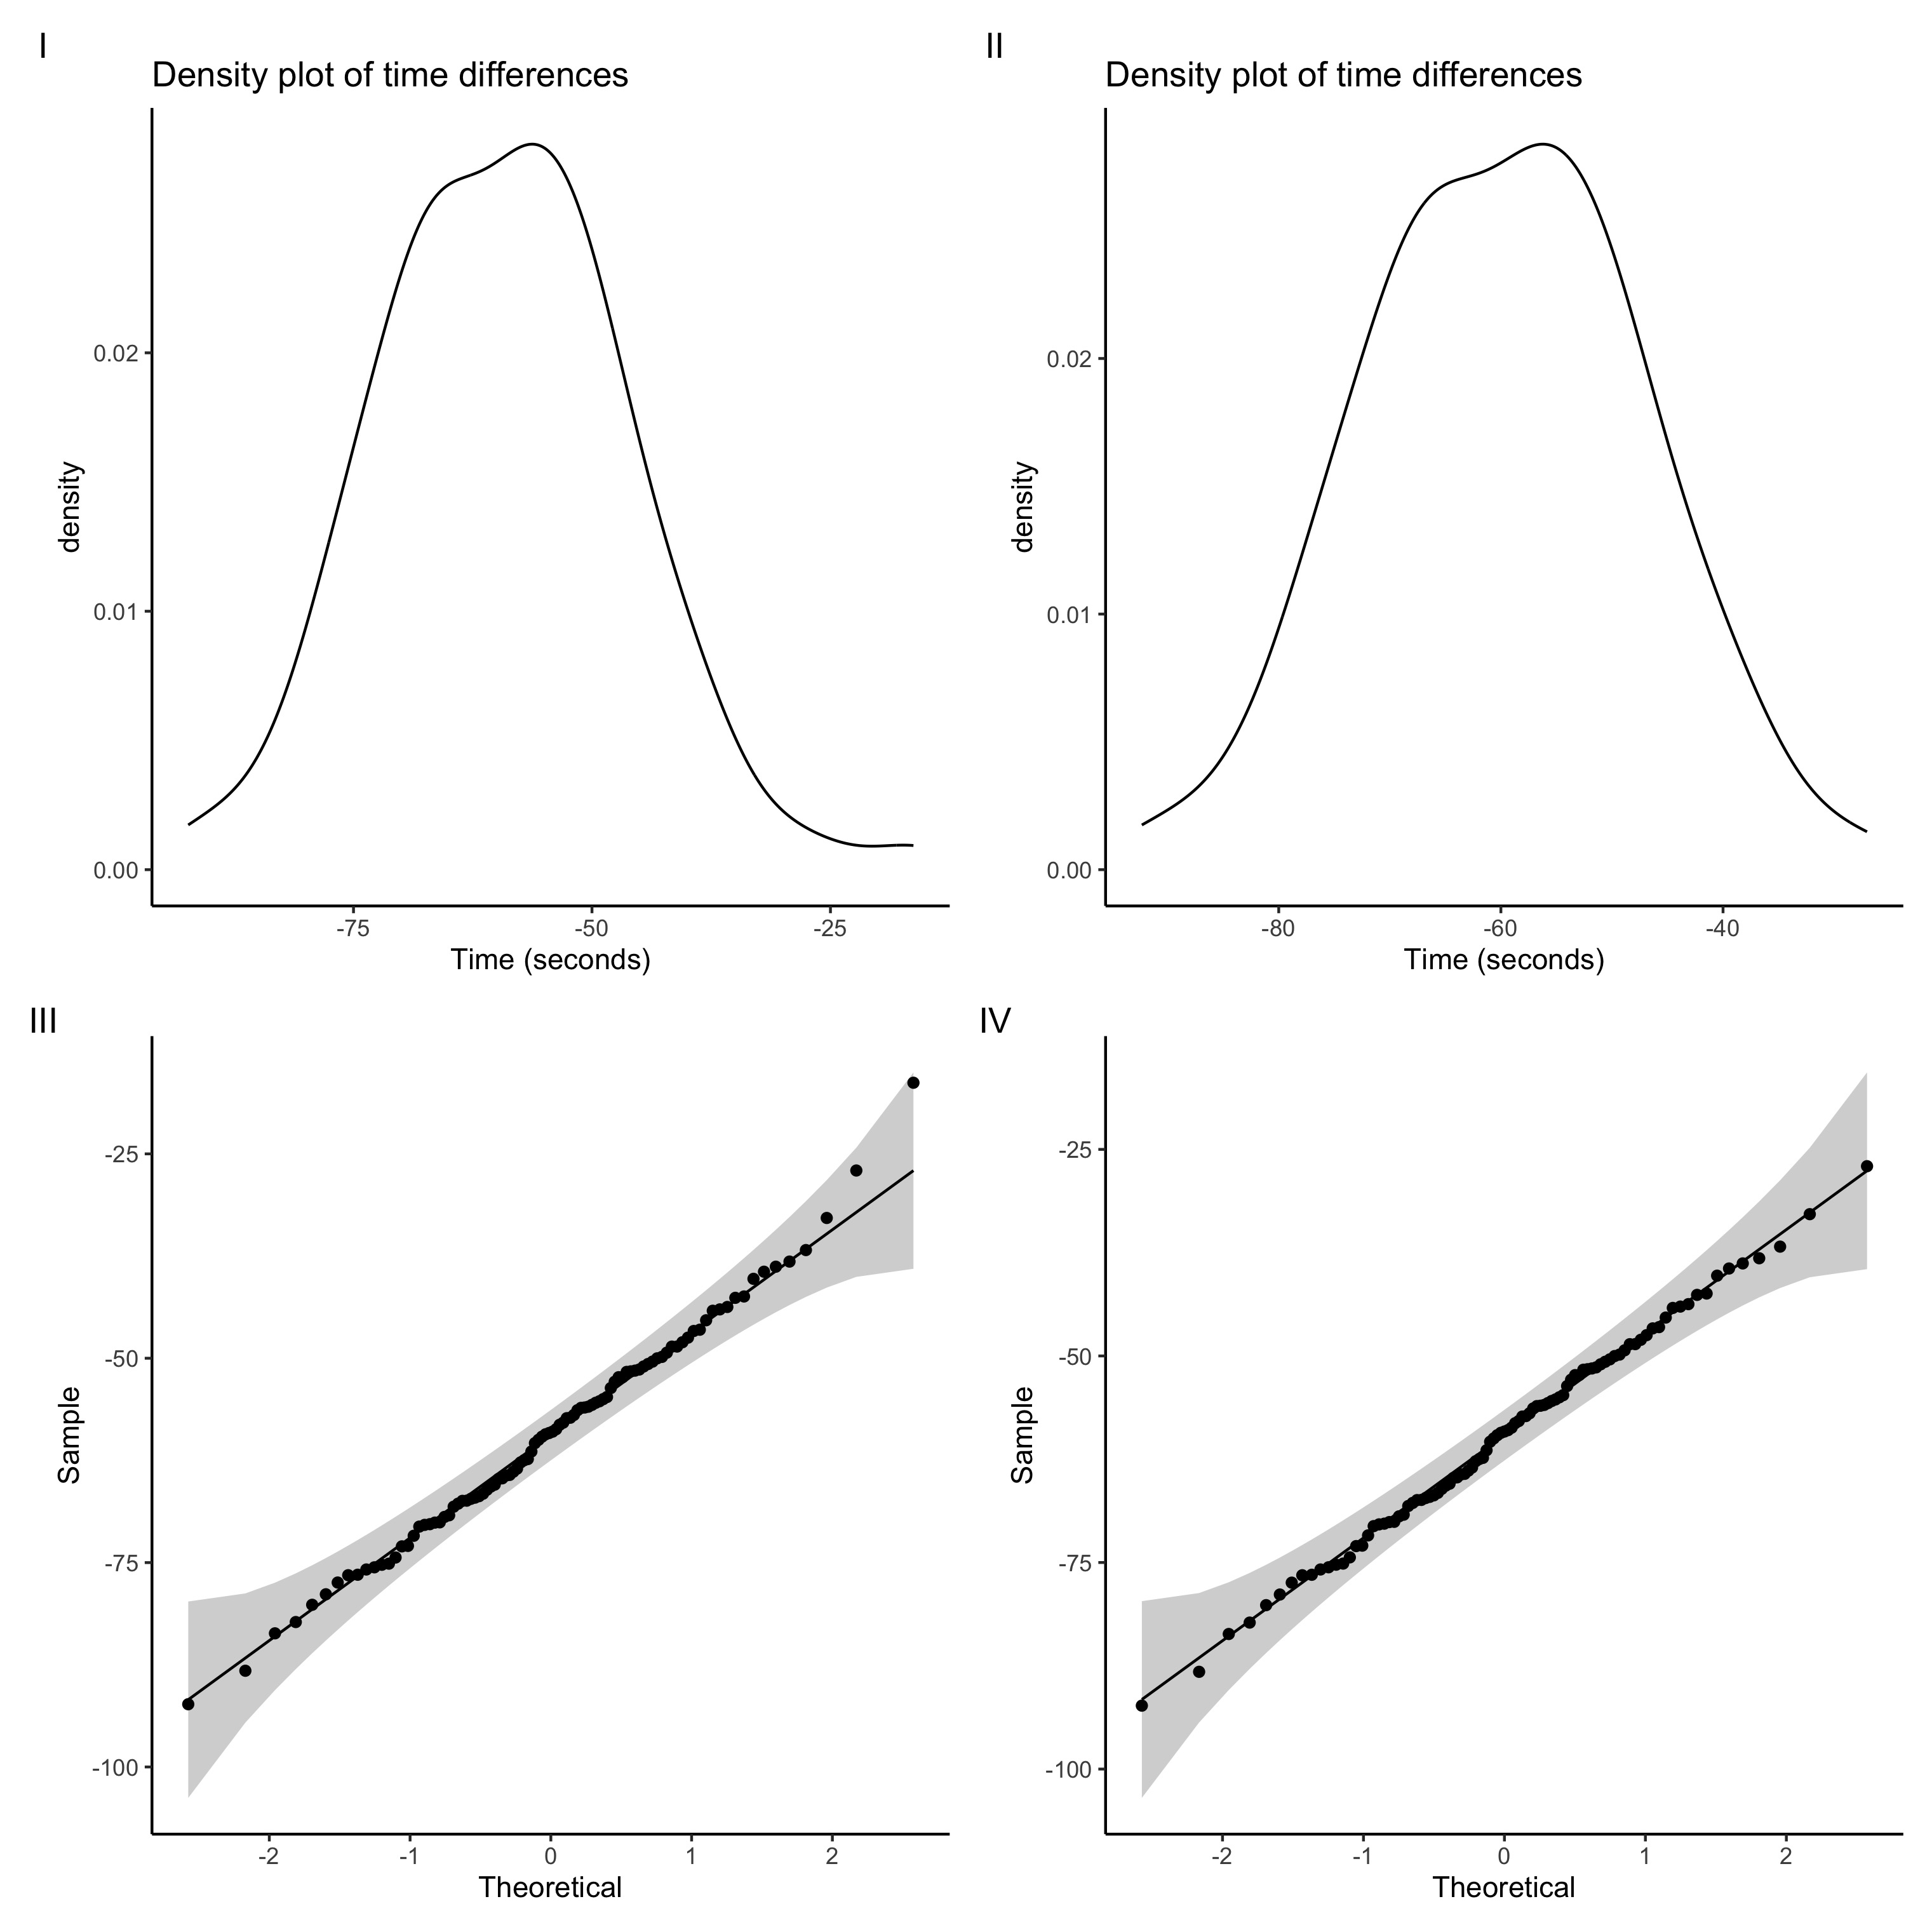 I
Density plot of time differences
density
0.02
0.01
0.00
-75
-50
-25
Time (seconds)
II
Density plot of time differences
density
0.02
0.01
0.00
-80
-60
-40
Time (seconds)
III
Sample
-25
-50
-75
-100
-2
-1
0
1
2
Theoretical
IV
Sample
-25
-50
-75
-100
-2
-1
0
1
2
Theoretical